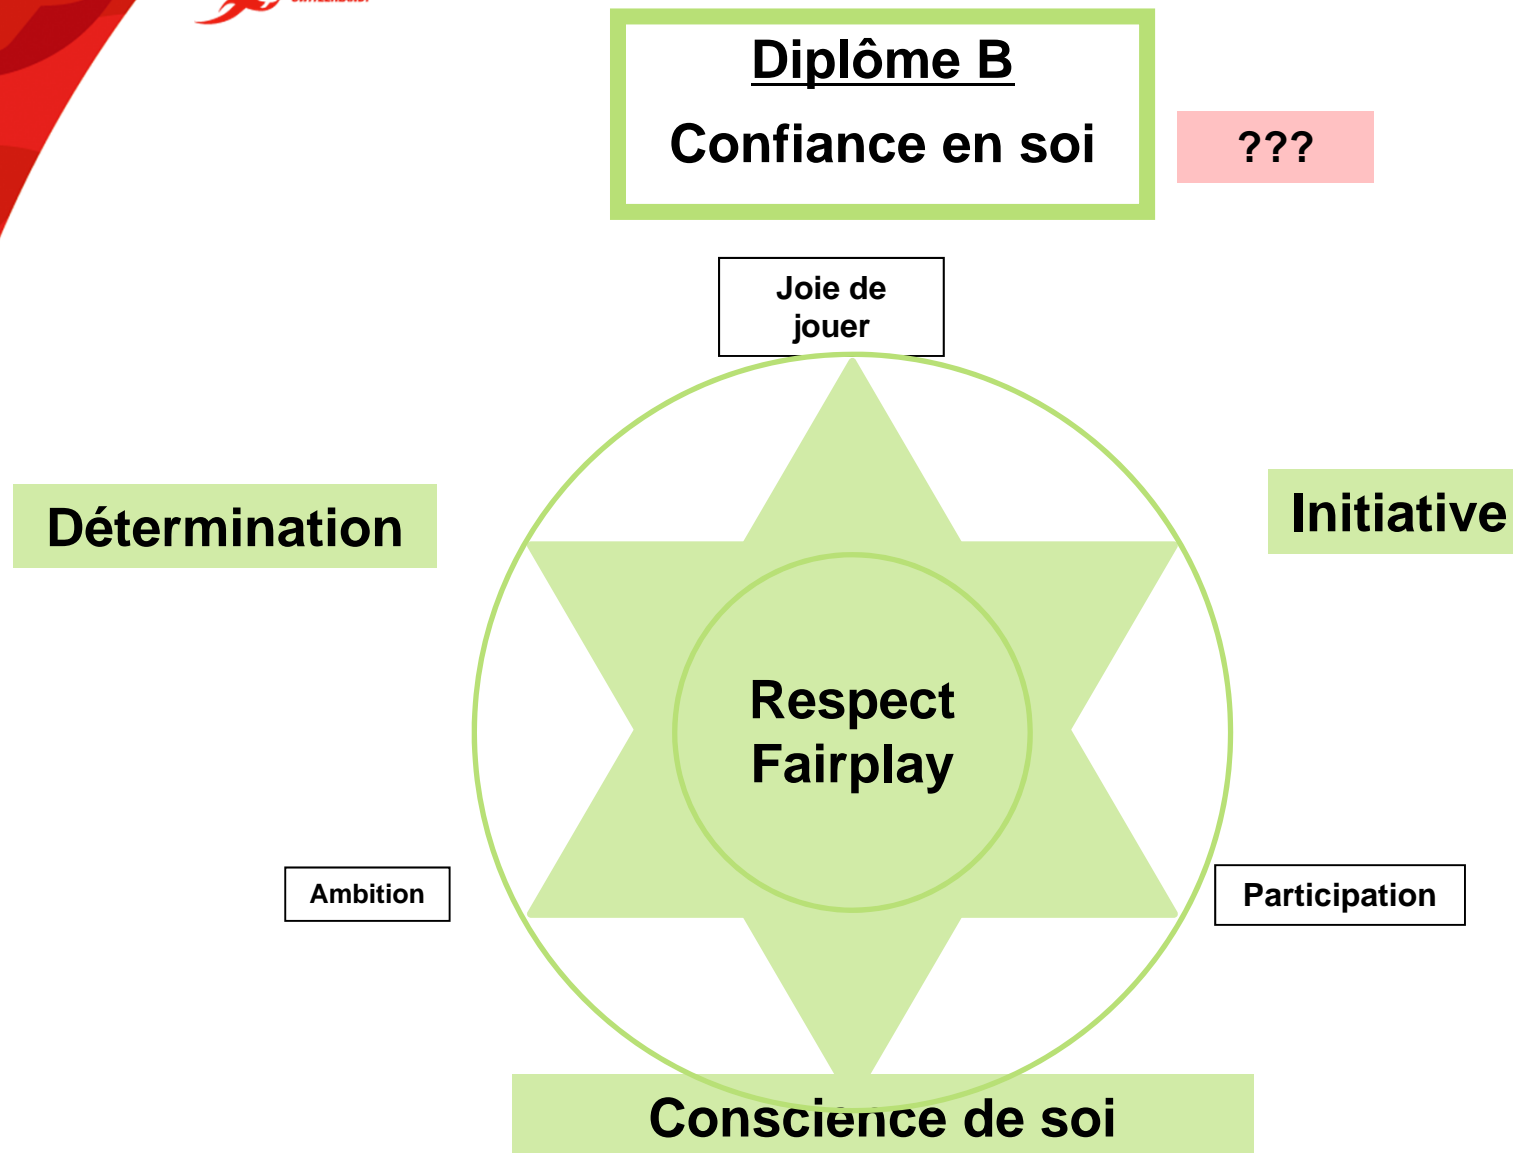 Diplôme B
Confiance en soi
???
Joie de
jouer
Détermination
Initiative
Respect
Fairplay
Ambition
Participation
Conscience de soi